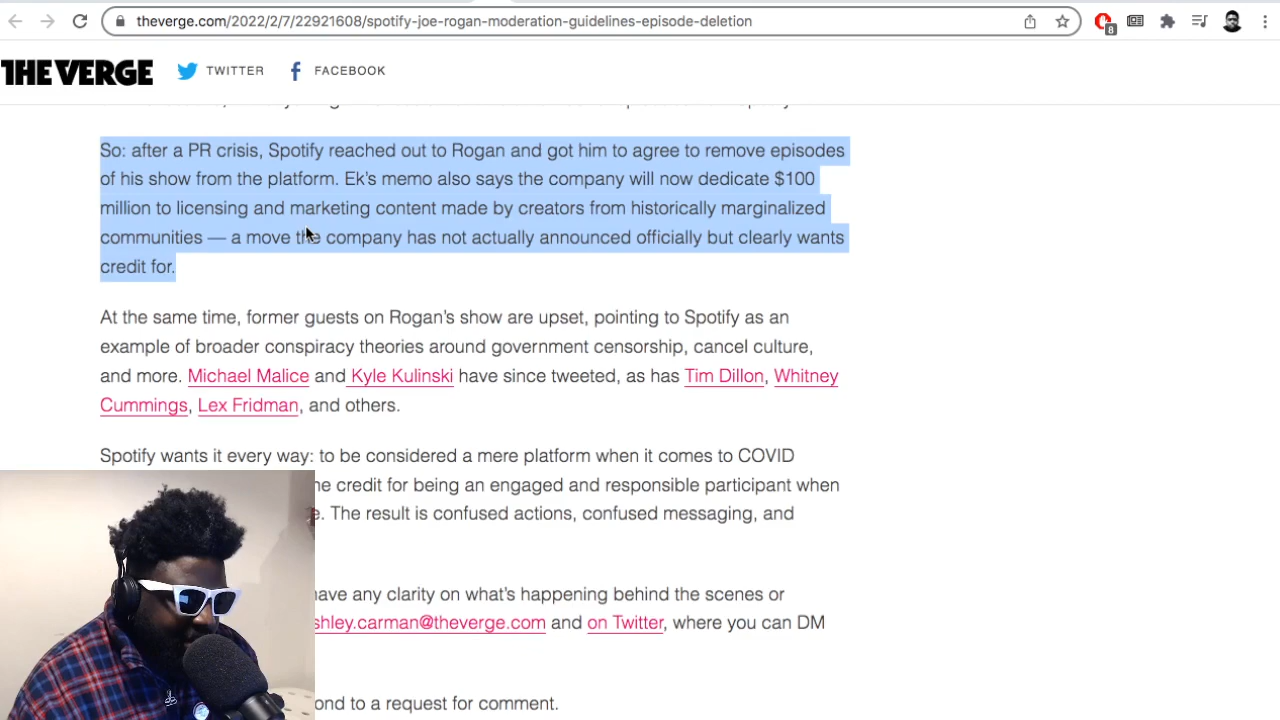 theverge.com/2022/2/7/22921608/spotify-joe-rogan-moderation-guidelines-episode-deletion
8
THE VERGE TWITTER FACEBOOK
So: after a PR crisis, Spotify reached out to Rogan and got him to agree to remove episodes
of his show from the platform. Ek's memo also says the company will now dedicate $100
million to licensing and marketing content made by creators from historically marginalized
communities — a move the company has not actually announced officially but clearly wants
credit for.
At the same time, former guests on Rogan's show are upset, pointing to Spotify as an
example of broader conspiracy theories around government censorship, cancel culture,
and more. Michael Malice and Kyle Kulinski have since tweeted, as has Tim Dillon, Whitney
Cummings, Lex Fridman, and others.
Spotify wants it every way: to be considered a mere platform when it comes to COVID
credit for being an engaged and responsible participant when
The result is confused actions, confused messaging, and
have any clarity on what's happening behind the scenes or
shley.carman@theverge.com and on Twitter, where you can DM
ond to a request for comment.